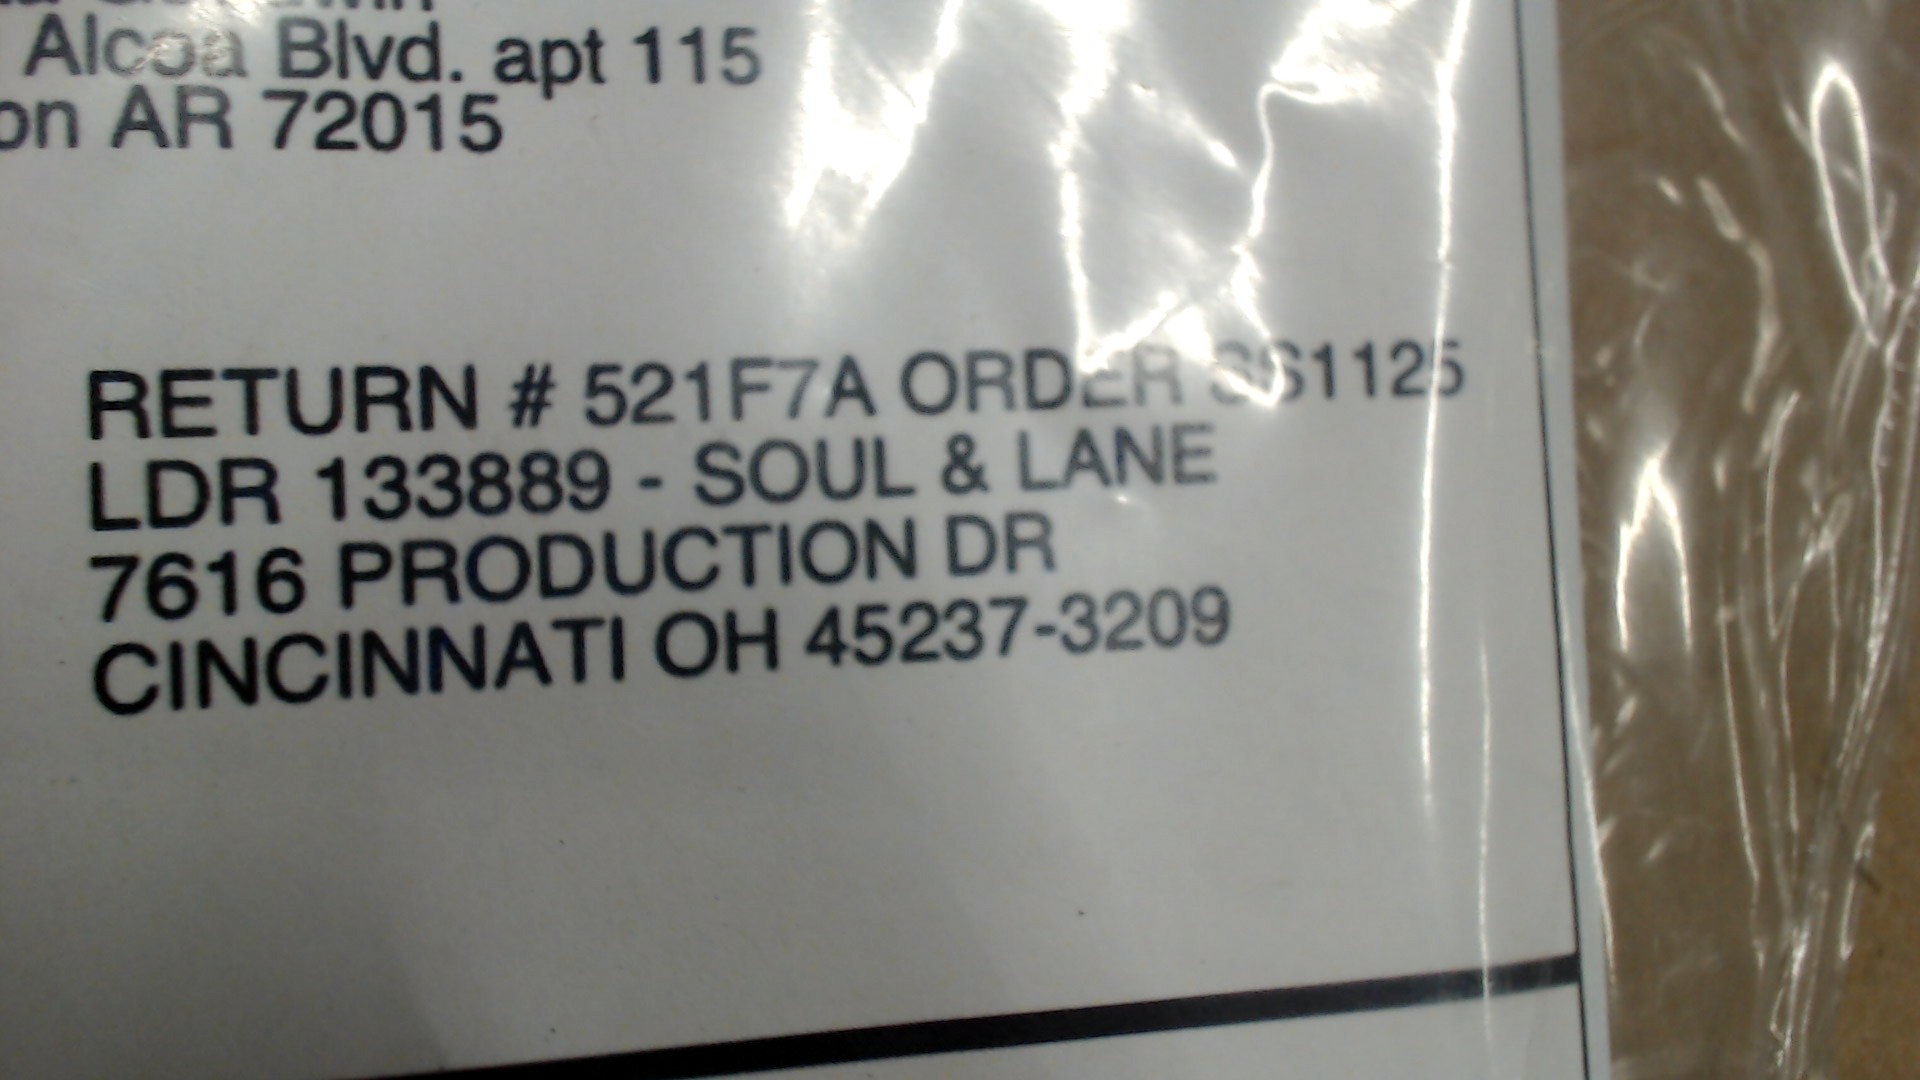 Alcoa Blvd. apt 115
AR 72015
RETURN # 521F7A ORDER SS1125
LDR 133889 - SOUL & LANE
7616 PRODUCTION DR
CINCINNATI OH 45237-3209